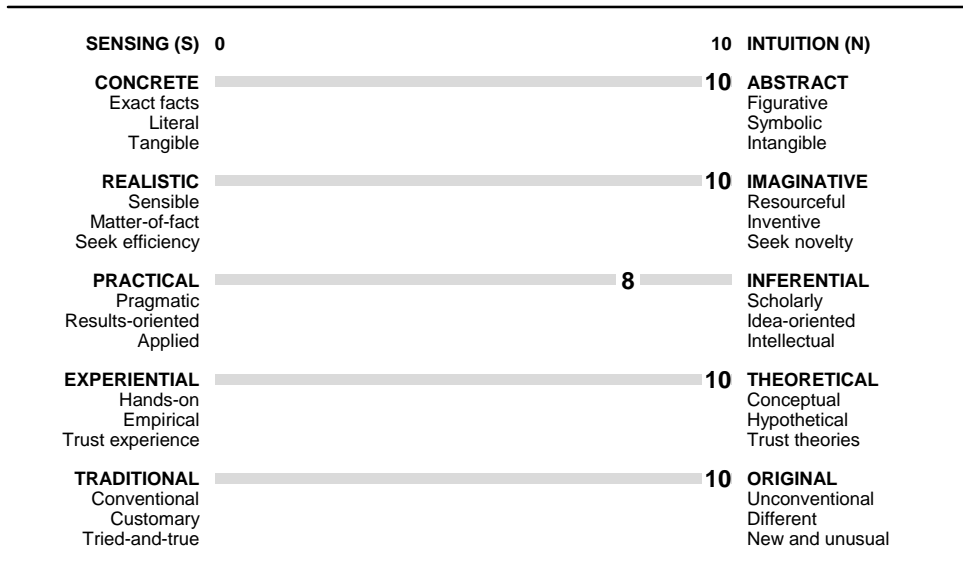 SENSING (S) 0 10 INTUITION (N)
CONCRETE 10 ABSTRACT
Exact facts Figurative
Literal Symbolic
Tangible Intangible
REALISTIC 10 IMAGINATIVE
Sensible Resourceful
Matter-of-fact Inventive
Seek efficiency Seek novelty
PRACTICAL 8 INFERENTIAL
Pragmatic Scholarly
Results-oriented Idea-oriented
Applied Intellectual
EXPERIENTIAL 10 THEORETICAL
Hands-on Conceptual
Empirical Hypothetical
Trust experience Trust theories
TRADITIONAL 10 ORIGINAL
Conventional Unconventional
Customary Different
Tried-and-true New and unusual